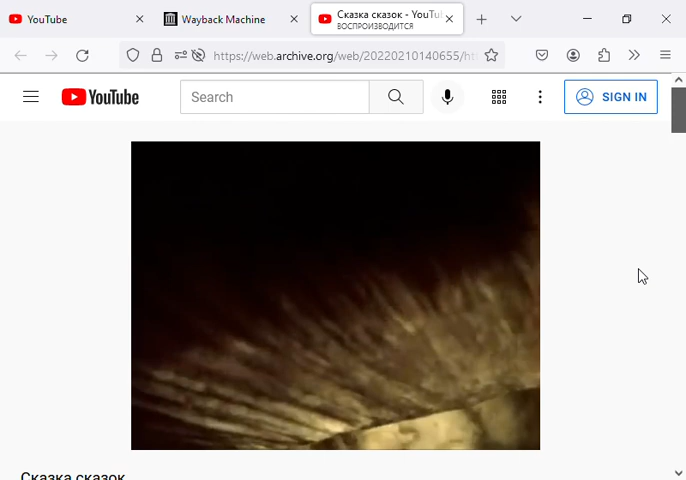 YouTube
Wayback Machine
Сказка сказок - YouTu
ВОСПРОИЗВОДИТСЯ
https://web.archive.org/web/20220210140655/ht
YouTube
Search
SIGN IN
Сказка сказок